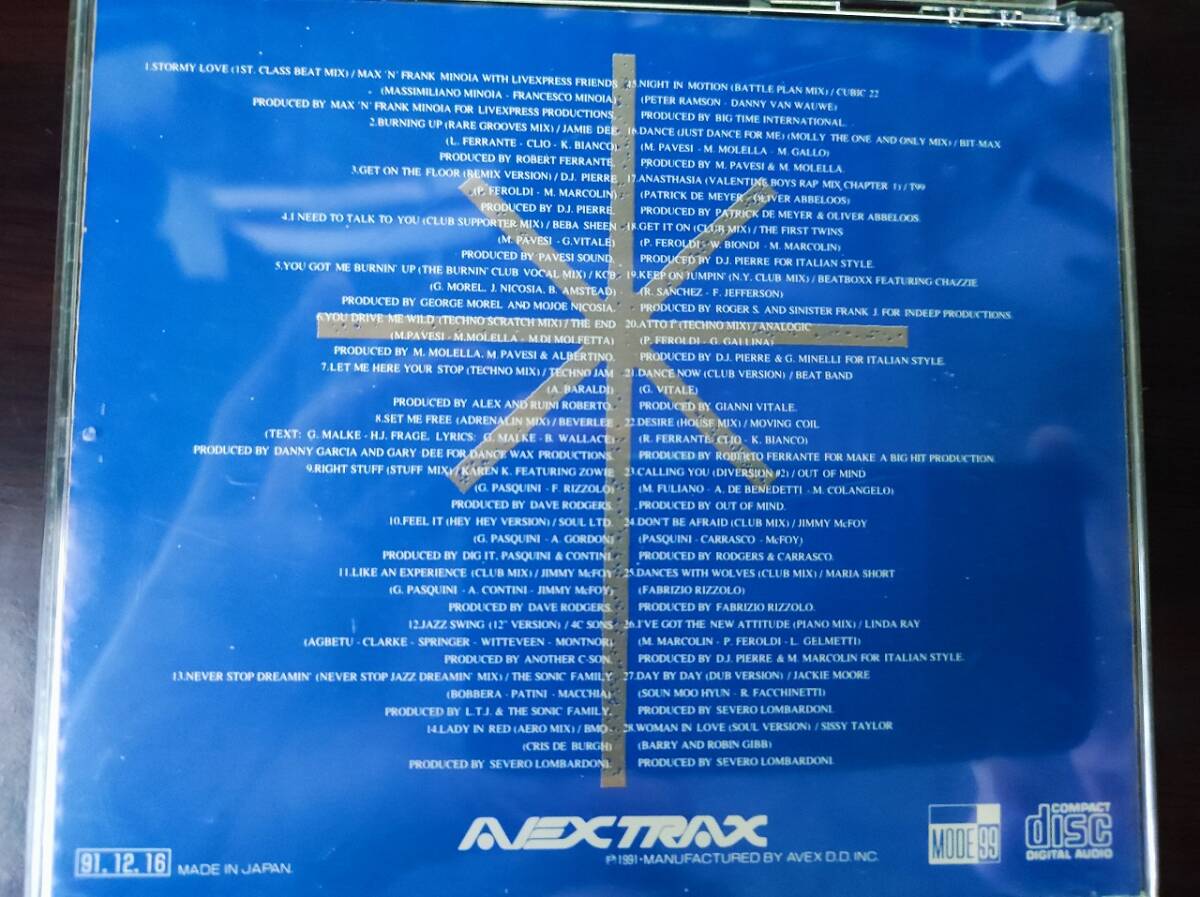 1.STORMY LOVE (1ST. CLASS BEAT MIX) / MAX 'N' FRANK MINOIA WITH LIVEXPRESS FRIENDS
(MASSIMILIANO MINOIA - FRANCESCO MINOIA)
PRODUCED BY MAX 'N' FRANK MINOIA FOR LIVEXPRESS PRODUCTIONS.
2.BURNING UP (RARE GROOVES MIX) / JAMIE DEE
(L. FERRANTE - CLIO - K. BIANCO)
PRODUCED BY ROBERT FERRANTE.
3.GET ON THE FLOOR (REMIX VERSION) / D.J. PIERRE
(P. FEROLDI - M. MARCOLIN)
PRODUCED BY D.J. PIERRE.
4.I NEED TO TALK TO YOU (CLUB SUPPORTER MIX) / BEBA SHEEN
(M. PAVESI - G.VITALE)
PRODUCED BY PAVESI SOUND.
5.YOU GOT ME BURNIN' UP (THE BURNIN' CLUB VOCAL MIX) / KCB
(G. MOREL, J. NICOSIA, B. AMSTEAD)
PRODUCED BY GEORGE MOREL AND MOJOE NICOSIA.
6.YOU DRIVE ME WILD (TECHNO SCRATCH MIX) / THE END
(M.PAVESI - M.MOLELLA - M.DI MOLFETTA)
PRODUCED BY M. MOLELLA, M. PAVESI & ALBERTINO.
7.LET ME HERE YOUR STOP (TECHNO MIX) / TECHNO JAM
(A. BARALDI)
PRODUCED BY ALEX AND RUINI ROBERTO.
8.SET ME FREE (ADRENALIN MIX) / BEVERLEE
(TEXT: G. MALKE - H.J. FRAGE, LYRICS: G. MALKE - B. WALLACE)
PRODUCED BY DANNY GARCIA AND GARY DEE FOR DANCE WAX PRODUCTIONS.
9.RIGHT STUFF (STUFF MIX) / KAREN K. FEATURING ZOWIE
(G. PASQUINI - F. RIZZOLO)
PRODUCED BY DAVE RODGERS.
10.FEEL IT (HEY HEY VERSION) / SOUL LTD.
(G. PASQUINI - A. GORDON)
PRODUCED BY DIG IT, PASQUINI & CONTINI.
11.LIKE AN EXPERIENCE (CLUB MIX) / JIMMY McFOY
(G. PASQUINI - A. CONTINI - JIMMY McFOY)
PRODUCED BY DAVE RODGERS.
12.JAZZ SWING (12" VERSION) / 4C SONS
(AGBETU - CLARKE - SPRINGER - WITTEVEEN - MONTNOR)
PRODUCED BY ANOTHER C-SON.
13.NEVER STOP DREAMIN' (NEVER STOP JAZZ DREAMIN' MIX) / THE SONIC FAMILY
(BOBBERA - PATINI - MACCHIA)
PRODUCED BY L.T.J. & THE SONIC FAMILY.
14.LADY IN RED (AERO MIX) / BMO
(CRIS DE BURGH)
PRODUCED BY SEVERO LOMBARDONI.
15.NIGHT IN MOTION (BATTLE PLAN MIX) / CUBIC 22
(PETER RAMSON - DANNY VAN WAUWE)
PRODUCED BY BIG TIME INTERNATIONAL.
16.DANCE (JUST DANCE FOR ME) (MOLLY THE ONE AND ONLY MIX) / BIT-MAX
(M. PAVESI - M. MOLELLA - M. GALLO)
PRODUCED BY M. PAVESI & M. MOLELLA.
17.ANASTHASIA (VALENTINE BOYS RAP MIX, CHAPTER 1) / T99
(PATRICK DE MEYER - OLIVER ABBELOOS)
PRODUCED BY PATRICK DE MEYER & OLIVER ABBELOOS.
18.GET IT ON (CLUB MIX) / THE FIRST TWINS
(P. FEROLDI - W. BIONDI - M. MARCOLIN)
PRODUCED BY D.J. PIERRE FOR ITALIAN STYLE.
19.KEEP ON JUMPIN' (N.Y. CLUB MIX) / BEATBOXX FEATURING CHAZZIE
(R. SANCHEZ - F. JEFFERSON)
PRODUCED BY ROGER S. AND SINISTER FRANK J. FOR INDEEP PRODUCTIONS.
20.ATTO 1° (TECHNO MIX) / ANALOGIC
(P. FEROLDI - G. GALLINA)
PRODUCED BY D.J. PIERRE & G. MINELLI FOR ITALIAN STYLE.
21.DANCE NOW (CLUB VERSION) / BEAT BAND
(G. VITALE)
PRODUCED BY GIANNI VITALE.
22.DESIRE (HOUSE MIX) / MOVING COIL
(R. FERRANTE, CLIO - K. BIANCO)
PRODUCED BY ROBERTO FERRANTE FOR MAKE A BIG HIT PRODUCTION.
23.CALLING YOU (DIVERSION #2) / OUT OF MIND
(M. FULIANO - A. DE BENEDETTI - M. COLANGELO)
PRODUCED BY OUT OF MIND.
24.DON'T BE AFRAID (CLUB MIX) / JIMMY McFOY
(PASQUINI - CARRASCO - McFOY)
PRODUCED BY RODGERS & CARRASCO.
25.DANCES WITH WOLVES (CLUB MIX) / MARIA SHORT
(FABRIZIO RIZZOLO)
PRODUCED BY FABRIZIO RIZZOLO.
26.I'VE GOT THE NEW ATTITUDE (PIANO MIX) / LINDA RAY
(M. MARCOLIN - P. FEROLDI - L. GELMETTI)
PRODUCED BY D.J. PIERRE & M. MARCOLIN FOR ITALIAN STYLE.
27.DAY BY DAY (DUB VERSION) / JACKIE MOORE
(SOUN MOO HYUN - R. FACCHINETTI)
PRODUCED BY SEVERO LOMBARDONI.
28.WOMAN IN LOVE (SOUL VERSION) / SISSY TAYLOR
(BARRY AND ROBIN GIBB)
PRODUCED BY SEVERO LOMBARDONI.
AVEX TRAX
℗1991・MANUFACTURED BY AVEX D.D. INC.
91.12.16 MADE IN JAPAN.
MODE 99
COMPACT
disc
DIGITAL AUDIO